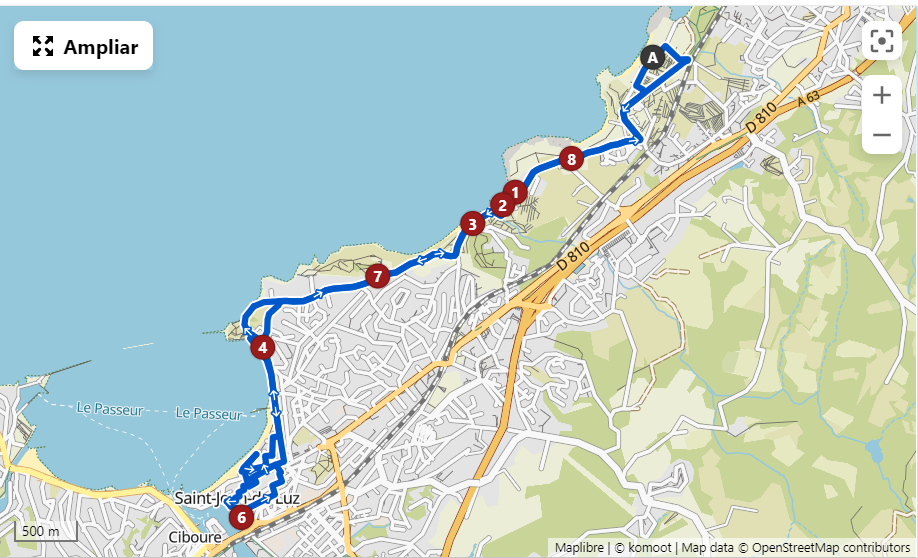 Ampliar
A
A 63
D 810
8
1
2
3
D 810
7
4
Le Passeur
Le Passeur
Saint-Jean-de-Luz
6
Ciboure
500 m
+
−
Maplibre | © komoot | Map data © OpenStreetMap contributors